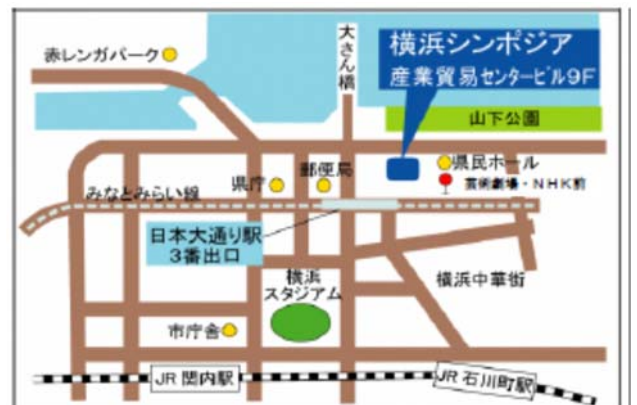 赤レンガパーク
大さん橋
横浜シンポジア
産業貿易センタービル9F
山下公園
郵便局
県民ホール
県庁
芸術劇場・NHK前
みなとみらい線
日本大通り駅
3番出口
横浜
スタジアム
横浜中華街
市庁舎
JR 関内駅
JR 石川町駅